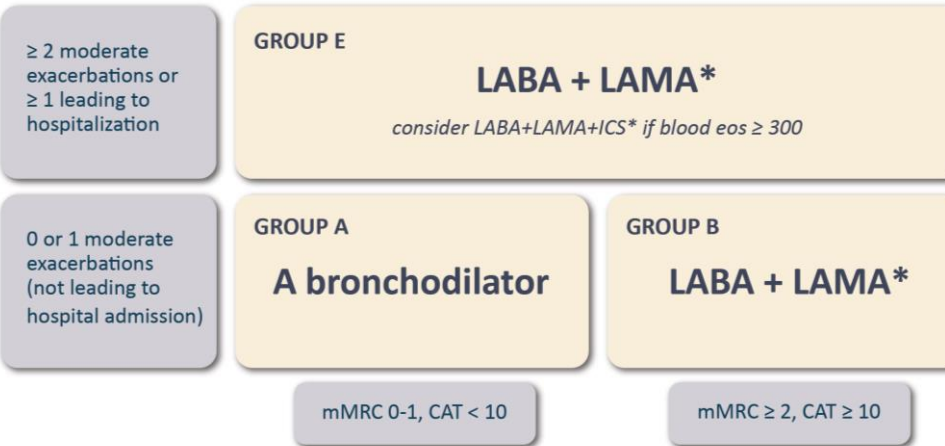 ≥ 2 moderate
exacerbations or
≥ 1 leading to
hospitalization
GROUP E
LABA + LAMA*
consider LABA+LAMA+ICS* if blood eos ≥ 300
0 or 1 moderate
exacerbations
(not leading to
hospital admission)
GROUP A
A bronchodilator
GROUP B
LABA + LAMA*
mMRC 0-1, CAT < 10
mMRC ≥ 2, CAT ≥ 10